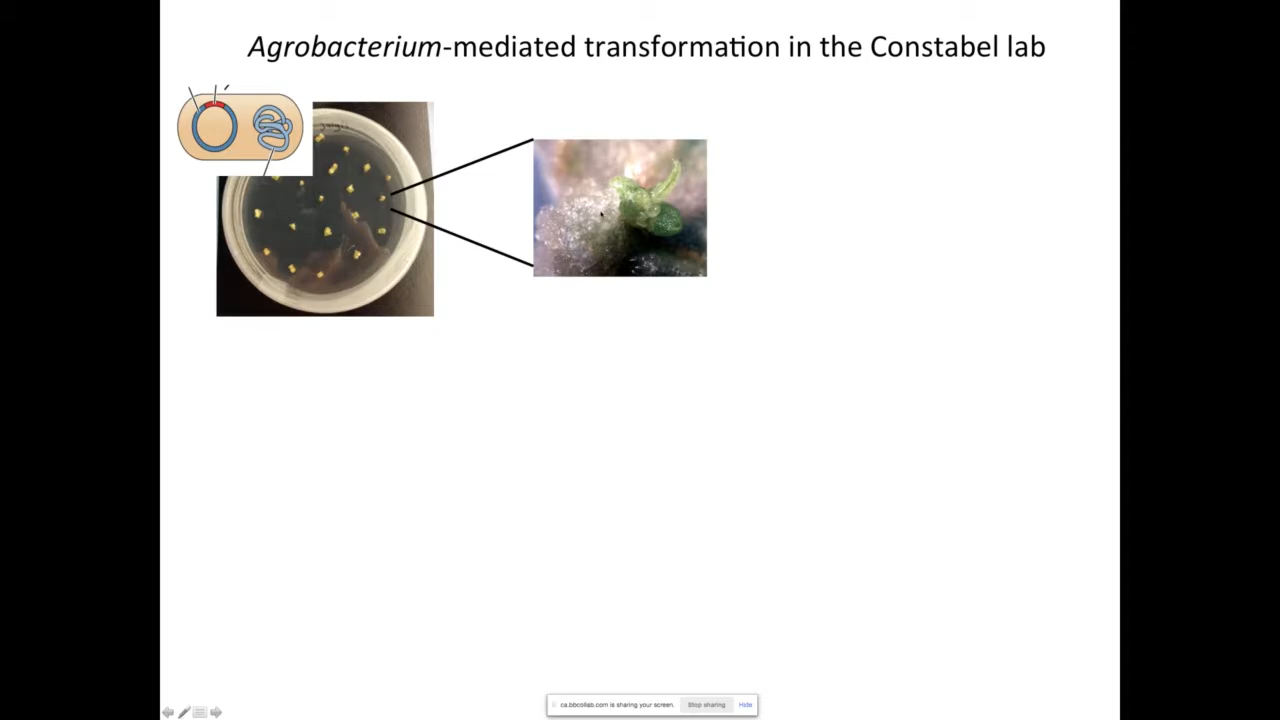 Agrobacterium-mediated transformation in the Constabel lab
ca.bbcollab.com is sharing your screen. Stop sharing Hide